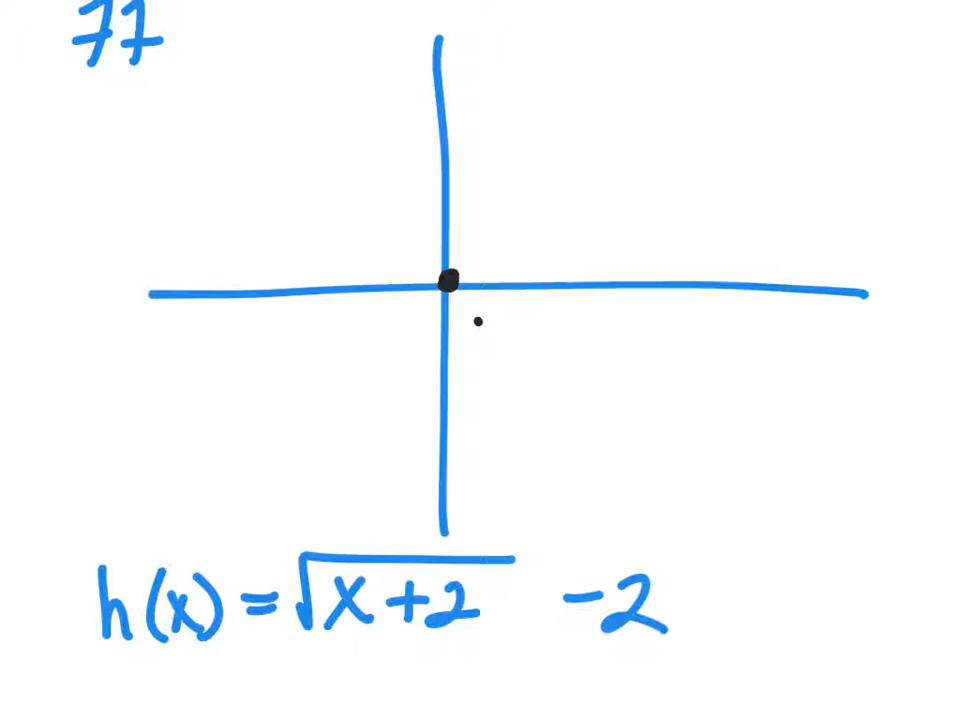 77
h(x) = √x+2 -2